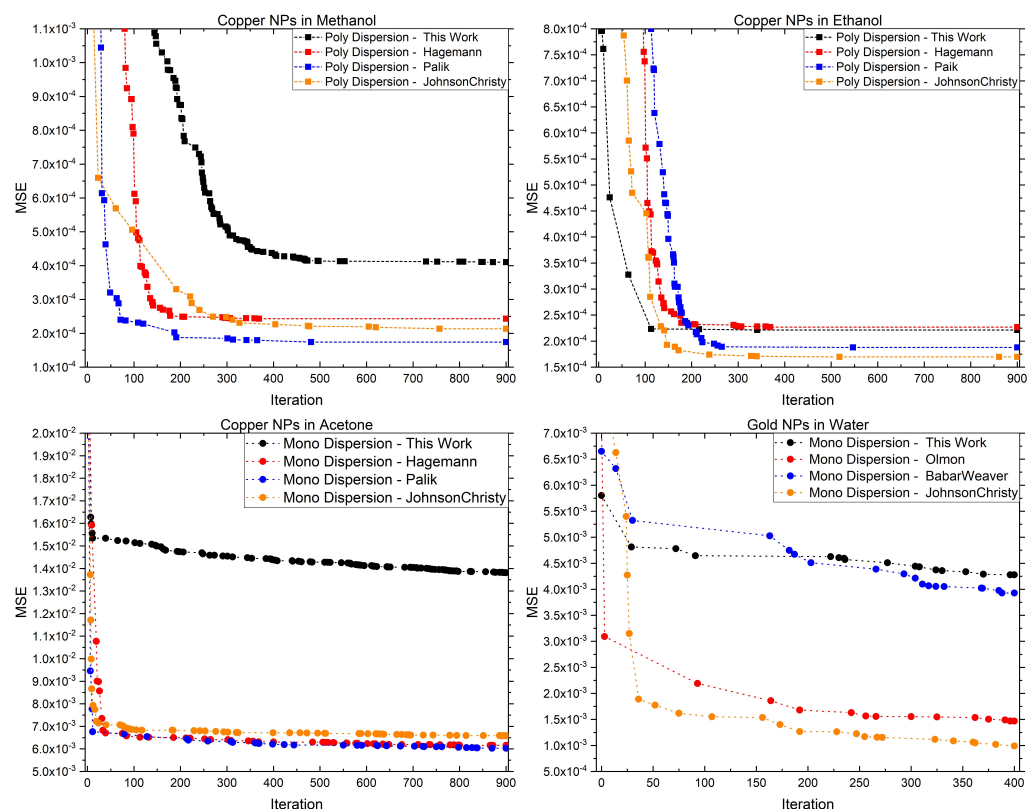 Copper NPs in Methanol
1.1x10⁻³
Poly Dispersion - This Work
Poly Dispersion - Hagemann
Poly Dispersion - Palik
Poly Dispersion - JohnsonChristy
1.0x10⁻³
9.0x10⁻⁴
8.0x10⁻⁴
7.0x10⁻⁴
6.0x10⁻⁴
5.0x10⁻⁴
4.0x10⁻⁴
3.0x10⁻⁴
2.0x10⁻⁴
1.0x10⁻⁴
MSE
0 100 200 300 400 500 600 700 800 900
Iteration
Copper NPs in Ethanol
8.0x10⁻⁴
Poly Dispersion - This Work
Poly Dispersion - Hagemann
Poly Dispersion - Paik
Poly Dispersion - JohnsonChristy
7.5x10⁻⁴
7.0x10⁻⁴
6.5x10⁻⁴
6.0x10⁻⁴
5.5x10⁻⁴
5.0x10⁻⁴
4.5x10⁻⁴
4.0x10⁻⁴
3.5x10⁻⁴
3.0x10⁻⁴
2.5x10⁻⁴
2.0x10⁻⁴
1.5x10⁻⁴
MSE
0 100 200 300 400 500 600 700 800 900
Iteration
Copper NPs in Acetone
2.0x10⁻²
Mono Dispersion - This Work
Mono Dispersion - Hagemann
Mono Dispersion - Palik
Mono Dispersion - JohnsonChristy
1.9x10⁻²
1.8x10⁻²
1.7x10⁻²
1.6x10⁻²
1.5x10⁻²
1.4x10⁻²
1.3x10⁻²
1.2x10⁻²
1.1x10⁻²
1.0x10⁻²
9.0x10⁻³
8.0x10⁻³
7.0x10⁻³
6.0x10⁻³
5.0x10⁻³
MSE
0 100 200 300 400 500 600 700 800 900
Iteration
Gold NPs in Water
7.0x10⁻³
Mono Dispersion - This Work
Mono Dispersion - Olmon
Mono Dispersion - BabarWeaver
Mono Dispersion - JohnsonChristy
6.5x10⁻³
6.0x10⁻³
5.5x10⁻³
5.0x10⁻³
4.5x10⁻³
4.0x10⁻³
3.5x10⁻³
3.0x10⁻³
2.5x10⁻³
2.0x10⁻³
1.5x10⁻³
1.0x10⁻³
5.0x10⁻⁴
MSE
0 50 100 150 200 250 300 350 400
Iteration